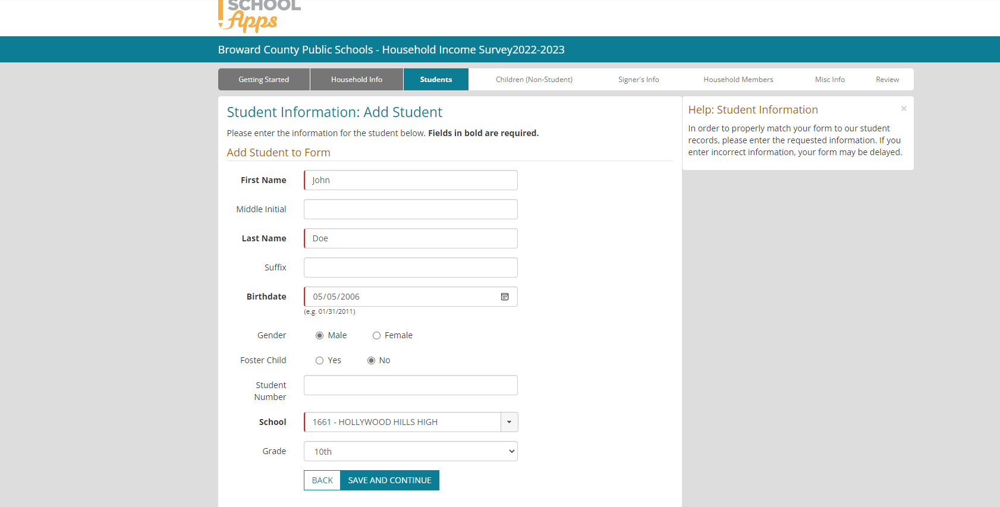 SCHOOL
Apps
Broward County Public Schools - Household Income Survey2022-2023
Getting Started
Household Info
Students
Children (Non-Student)
Signer's Info
Household Members
Misc Info
Review
Student Information: Add Student
Please enter the information for the student below. Fields in bold are required.
Add Student to Form
First Name
John
Middle Initial
Last Name
Doe
Suffix
Birthdate
05/05/2006
(e.g. 01/31/2011)
Gender
Male
Female
Foster Child
Yes
No
Student
Number
School
1661 - HOLLYWOOD HILLS HIGH
Grade
10th
BACK
SAVE AND CONTINUE
Help: Student Information
×
In order to properly match your form to our student
records, please enter the requested information. If you
enter incorrect information, your form may be delayed.